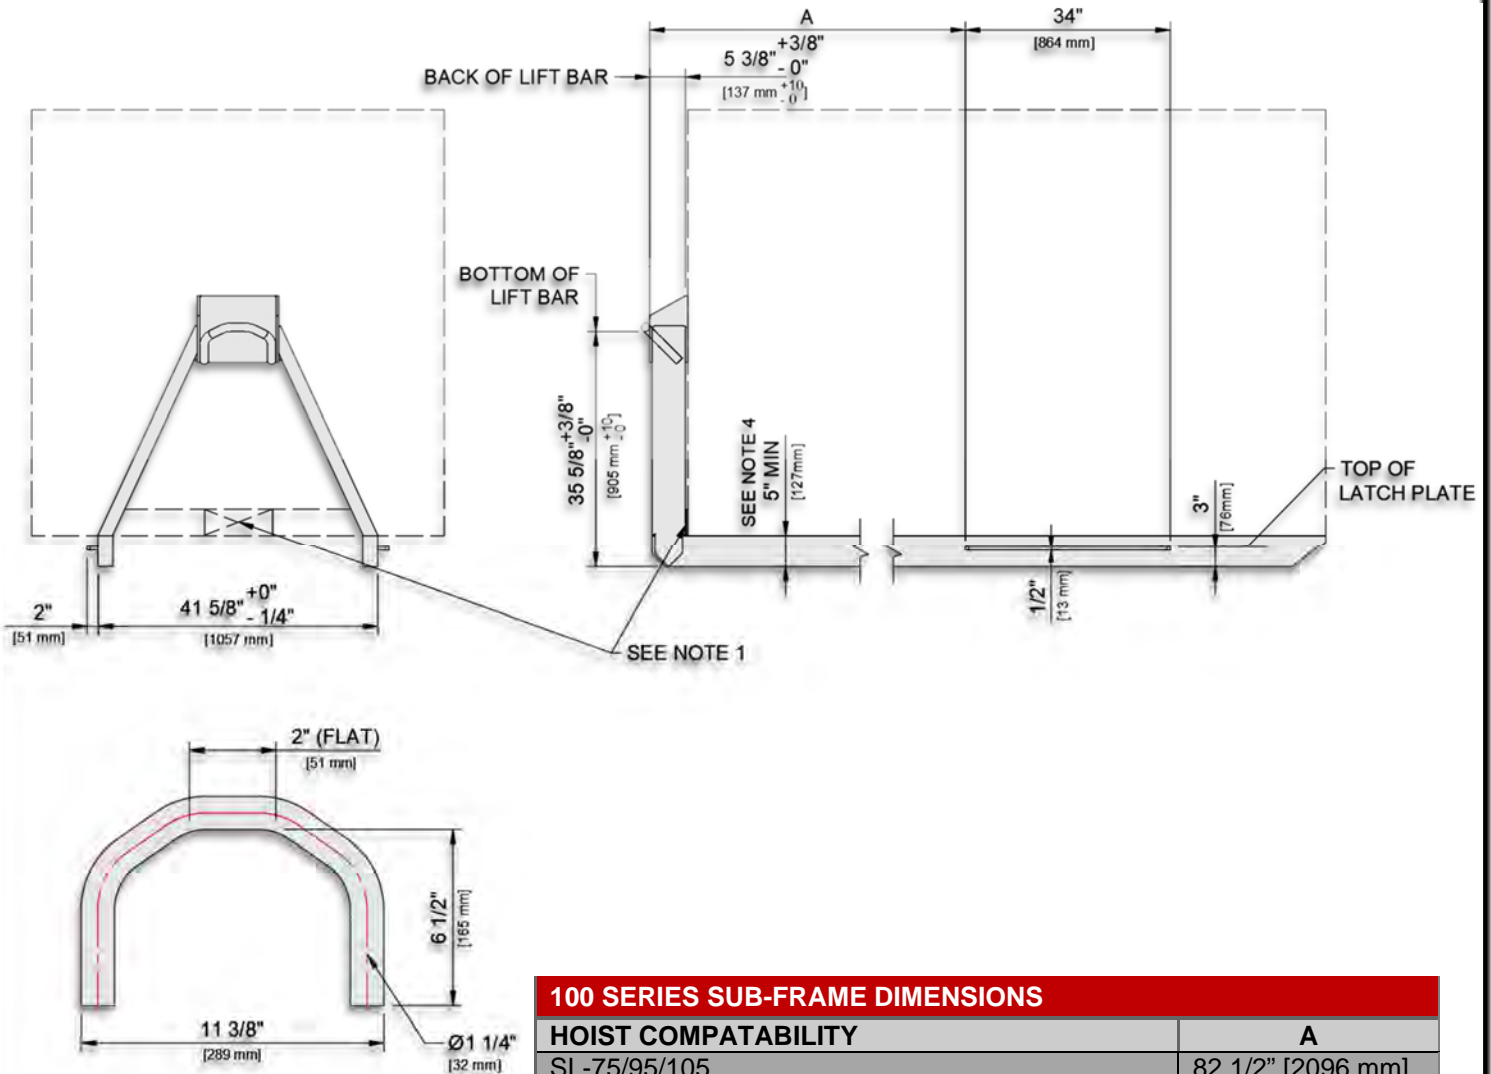 A
34"
[864 mm]
5 3/8" +3/8" - 0"
[137 mm +10 -0]
BACK OF LIFT BAR
BOTTOM OF
LIFT BAR
35 5/8" +3/8" -0"
[905 mm +10 -0]
SEE NOTE 4
5" MIN
[127mm]
TOP OF
LATCH PLATE
3"
[76mm]
1/2"
[13 mm]
2"
[51 mm]
41 5/8" +0" - 1/4"
[1057 mm]
SEE NOTE 1
2" (FLAT)
[51 mm]
6 1/2"
[165 mm]
11 3/8"
[289 mm]
Ø1 1/4"
[32 mm]
100 SERIES SUB-FRAME DIMENSIONS
HOIST COMPATABILITY A
SL-75/95/105 82 1/2” [2096 mm]